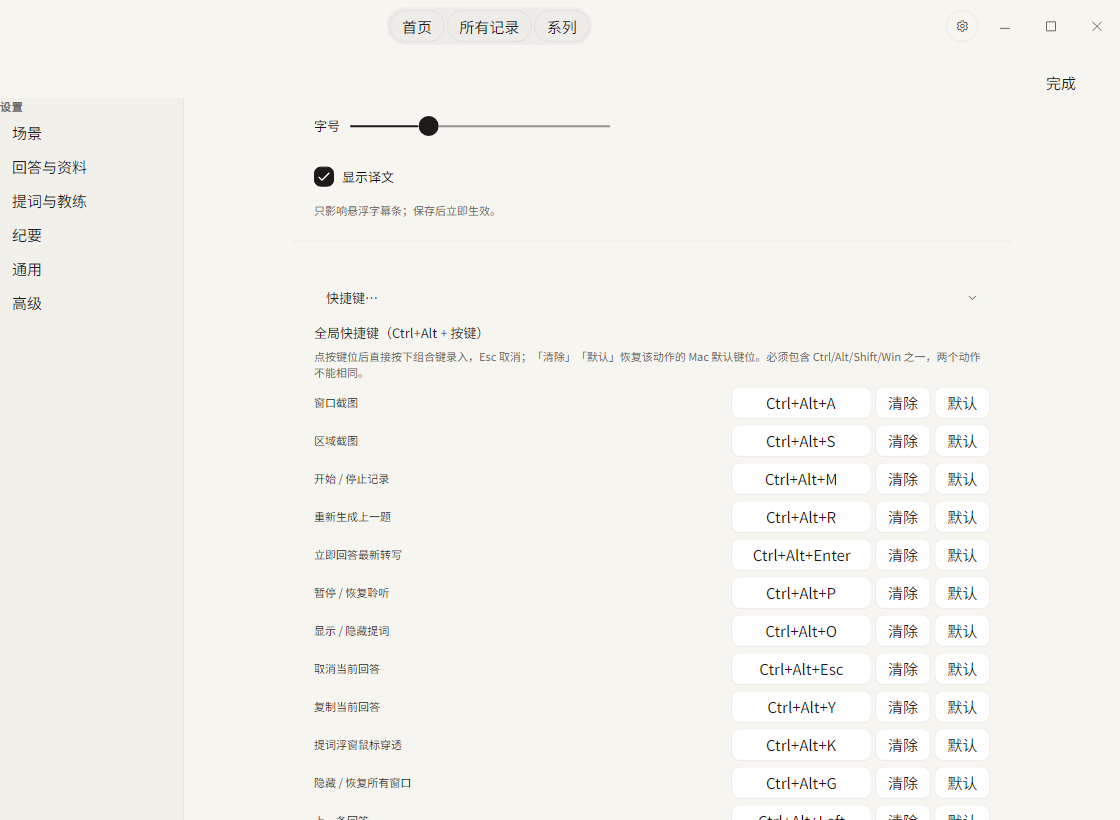 首页 所有记录 系列
完成
设置
场景
回答与资料
提词与教练
纪要
通用
高级
字号
显示译文
只影响悬浮字幕条；保存后立即生效。
快捷键…
全局快捷键（Ctrl+Alt + 按键）
点按键位后直接按下组合键录入，Esc 取消；「清除」「默认」恢复该动作的 Mac 默认键位。必须包含 Ctrl/Alt/Shift/Win 之一，两个动作
不能相同。
窗口截图 Ctrl+Alt+A 清除 默认
区域截图 Ctrl+Alt+S 清除 默认
开始 / 停止记录 Ctrl+Alt+M 清除 默认
重新生成上一题 Ctrl+Alt+R 清除 默认
立即回答最新转写 Ctrl+Alt+Enter 清除 默认
暂停 / 恢复聆听 Ctrl+Alt+P 清除 默认
显示 / 隐藏提词 Ctrl+Alt+O 清除 默认
取消当前回答 Ctrl+Alt+Esc 清除 默认
复制当前回答 Ctrl+Alt+Y 清除 默认
提词浮窗鼠标穿透 Ctrl+Alt+K 清除 默认
隐藏 / 恢复所有窗口 Ctrl+Alt+G 清除 默认
上一条回答 Ctrl+Alt+Left 清除 默认